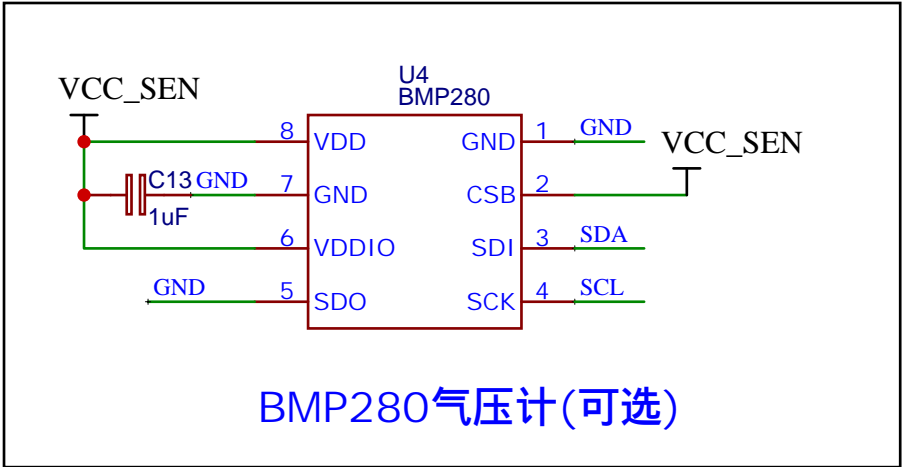 U4
BMP280
VCC_SEN
8 VDD GND 1 GND
VCC_SEN
C13 GND 7 GND CSB 2
1uF
6 VDDIO SDI 3 SDA
GND 5 SDO SCK 4 SCL
BMP280气压计(可选)